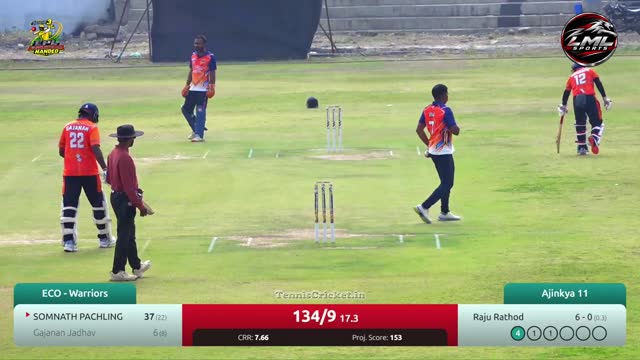 NANDED
LML
SPORTS
12
GAJANAN
22
7
TennisCricket.in
ECO - Warriors
Ajinkya 11
SOMNATH PACHLING 37 (22)
Gajanan Jadhav 6 (8)
134/9 17.3
CRR: 7.66 Proj. Score: 153
Raju Rathod 6 - 0 (0.3)
4 1 1